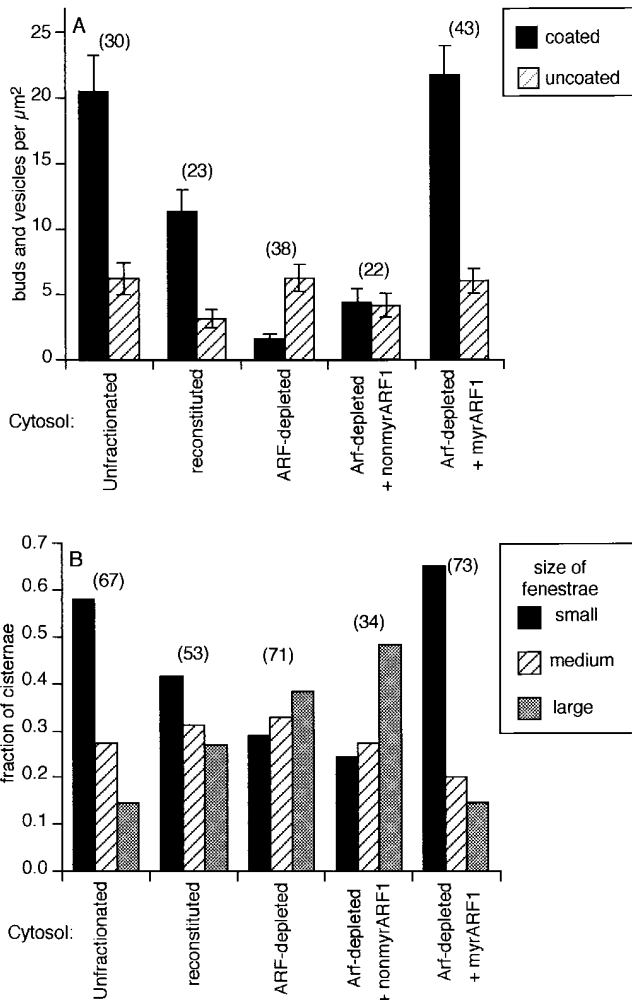 A
(30)
(23)
(38)
(22)
(43)
coated
uncoated
buds and vesicles per µm²
25
20
15
10
5
0
Cytosol:
Unfractionated
reconstituted
ARF-depleted
Arf-depleted
+ nonmyrARF1
Arf-depleted
+ myrARF1
B
(67)
(53)
(71)
(34)
(73)
size of
fenestrae
small
medium
large
fraction of cisternae
0.7
0.6
0.5
0.4
0.3
0.2
0.1
0.0
Cytosol:
Unfractionated
reconstituted
ARF-depleted
Arf-depleted
+ nonmyrARF1
Arf-depleted
+ myrARF1